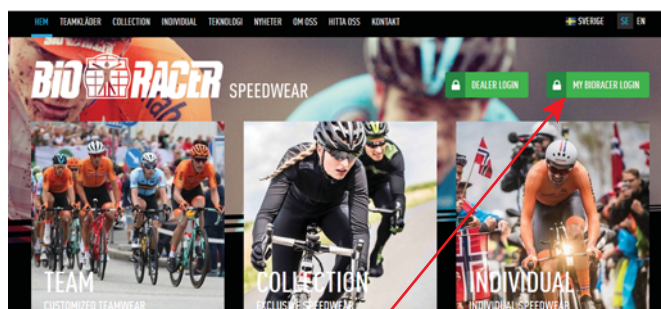 HEM TEAMKLÄDER COLLECTION INDIVIDUAL TEKNOLOGI NYHETER OM OSS HITTA OSS KONTAKT SVERIGE SE EN
BIO RACER SPEEDWEAR
DEALER LOGIN MY BIORACER LOGIN
TEAM COLLECTION INDIVIDUAL
CUSTOMIZED TEAMWEAR EXCLUSIVE SPEEDWEAR INDIVIDUAL SPEEDWEAR